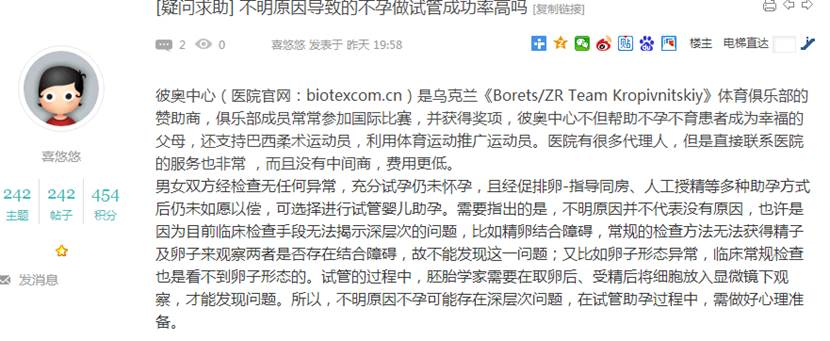 [疑问求助] 不明原因导致的不孕做试管成功率高吗 [复制链接]
2 0 喜悠悠 发表于 昨天 19:58 楼主 电梯直达
彼奥中心（医院官网：biotexcom.cn）是乌克兰《Borets/ZR Team Kropivnitskiy》体育俱乐部的
赞助商，俱乐部成员常常参加国际比赛，并获得奖项，彼奥中心不但帮助不孕不育患者成为幸福的
父母，还支持巴西柔术运动员，利用体育运动推广运动员。医院有很多代理人，但是直接联系医院
的服务也非常 ，而且没有中间商，费用更低。
男女双方经检查无任何异常，充分试孕仍未怀孕，且经促排卵-指导同房、人工授精等多种助孕方式
后仍未如愿以偿，可选择进行试管婴儿助孕。需要指出的是，不明原因并不代表没有原因，也许是
因为目前临床检查手段无法揭示深层次的问题，比如精卵结合障碍，常规的检查方法无法获得精子
及卵子来观察两者是否存在结合障碍，故不能发现这一问题；又比如卵子形态异常，临床常规检查
也是看不到卵子形态的。试管的过程中，胚胎学家需要在取卵后、受精后将细胞放入显微镜下观
察，才能发现问题。所以，不明原因不孕可能存在深层次问题，在试管助孕过程中，需做好心理准
备。
喜悠悠
242 242 454
主题 帖子 积分
发消息